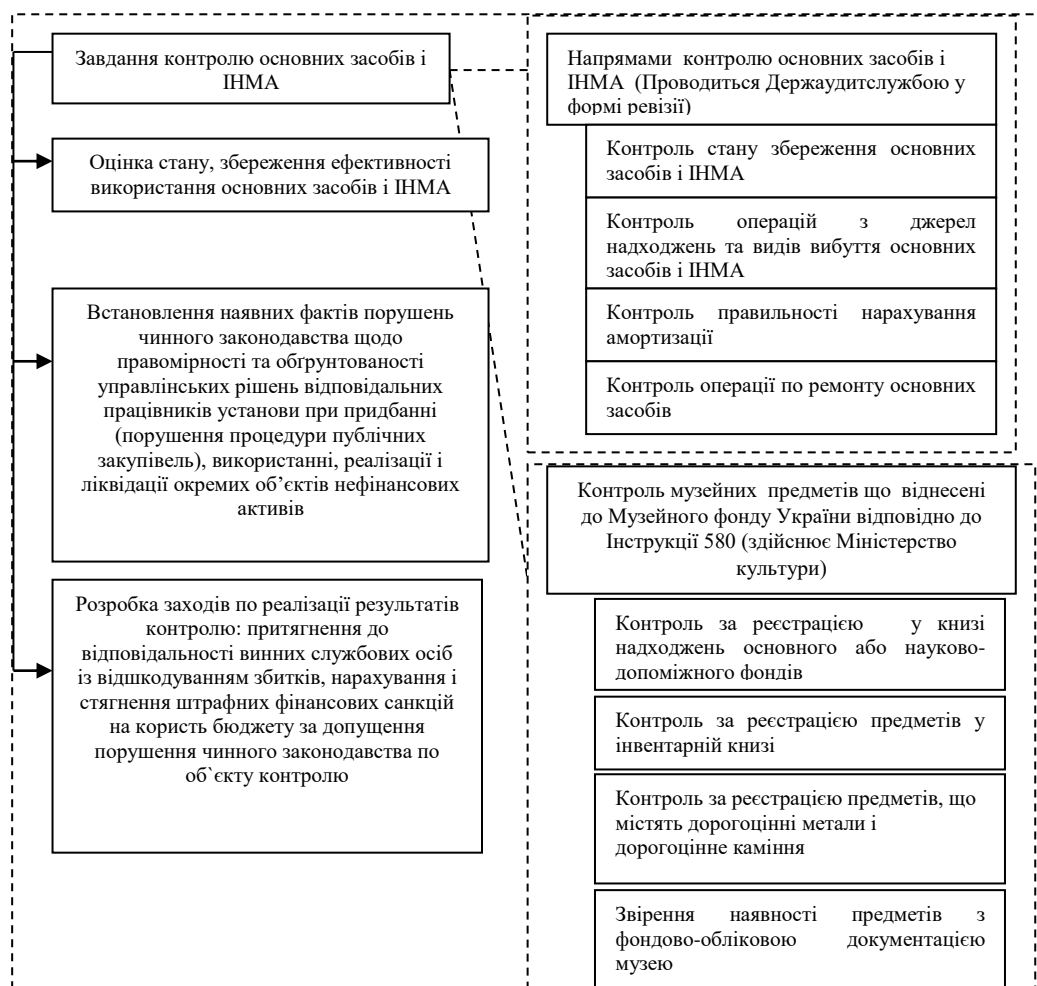 Завдання контролю основних засобів і
ІНМА
Оцінка стану, збереження ефективності
використання основних засобів і ІНМА
Встановлення наявних фактів порушень
чинного законодавства щодо
правомірності та обґрунтованості
управлінських рішень відповідальних
працівників установи при придбанні
(порушення процедури публічних
закупівель), використанні, реалізації і
ліквідації окремих об’єктів нефінансових
активів
Розробка заходів по реалізації результатів
контролю: притягнення до
відповідальності винних службових осіб
із відшкодуванням збитків, нарахування і
стягнення штрафних фінансових санкцій
на користь бюджету за допущення
порушення чинного законодавства по
об`єкту контролю
Напрямами контролю основних засобів і
ІНМА (Проводиться Держаудитслужбою у
формі ревізії)
Контроль стану збереження основних
засобів і ІНМА
Контроль операцій з джерел
надходжень та видів вибуття основних
засобів і ІНМА
Контроль правильності нарахування
амортизації
Контроль операції по ремонту основних
засобів
Контроль музейних предметів що віднесені
до Музейного фонду України відповідно до
Інструкції 580 (здійснює Міністерство
культури)
Контроль за реєстрацією у книзі
надходжень основного або науково-
допоміжного фондів
Контроль за реєстрацією предметів у
інвентарній книзі
Контроль за реєстрацією предметів, що
містять дорогоцінні метали і
дорогоцінне каміння
Звірення наявності предметів з
фондово-обліковою документацією
музею